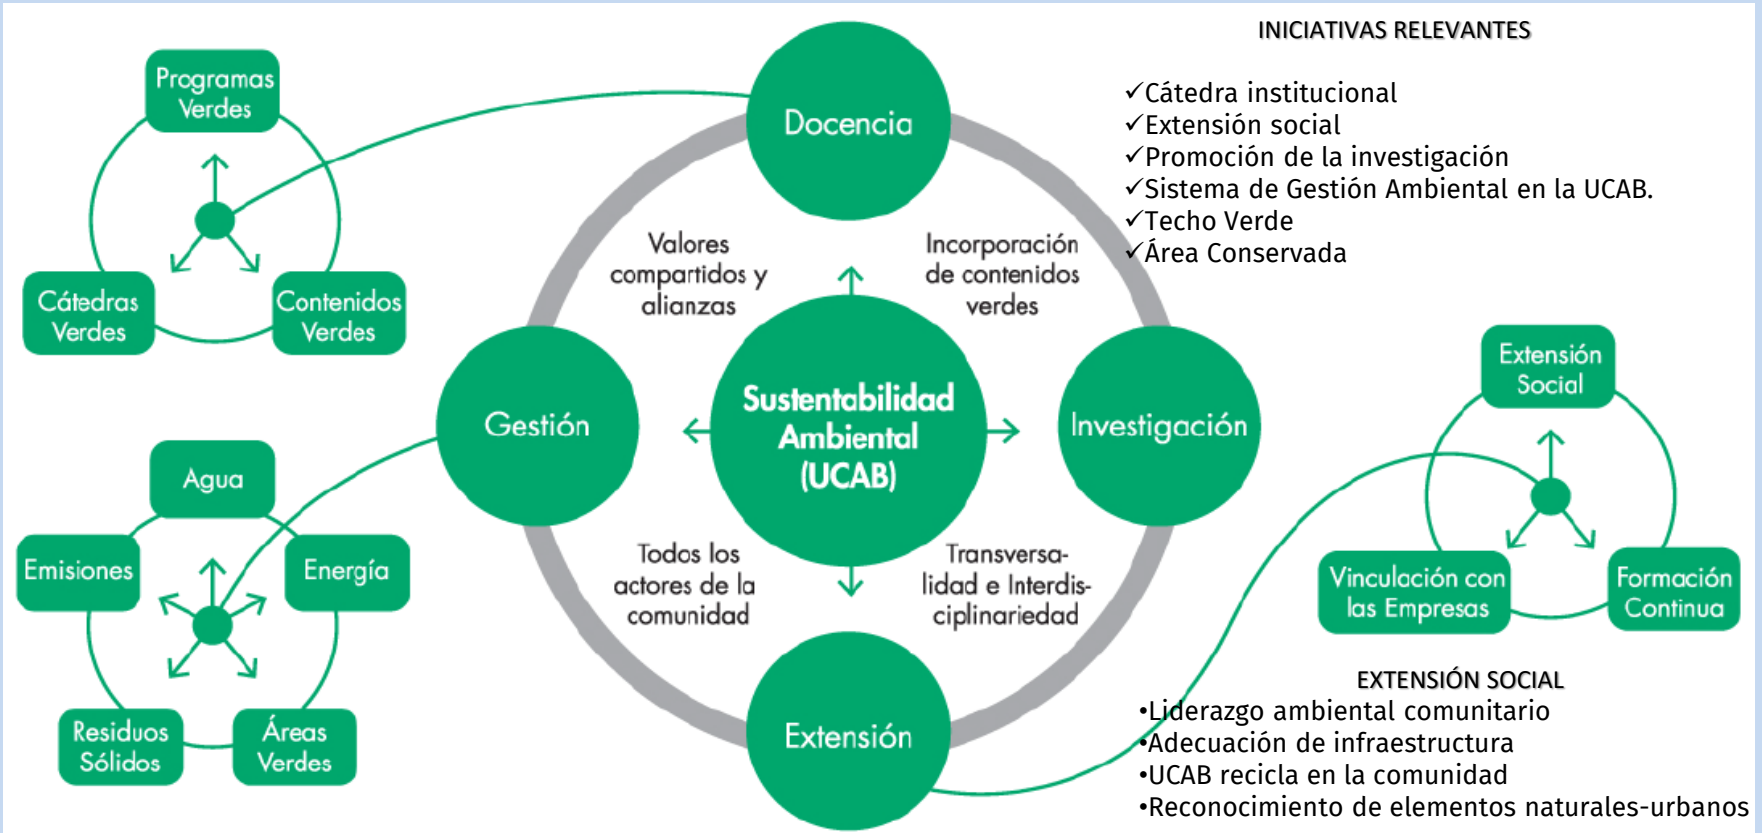 INICIATIVAS RELEVANTES
✓Cátedra institucional
✓Extensión social
✓Promoción de la investigación
✓Sistema de Gestión Ambiental en la UCAB.
✓Techo Verde
✓Área Conservada
Programas
Verdes
Cátedras
Verdes
Contenidos
Verdes
Docencia
Valores
compartidos y
alianzas
Incorporación
de contenidos
verdes
Gestión
Sustentabilidad
Ambiental
(UCAB)
Investigación
Todos los
actores de la
comunidad
Transversa-
lidad e Interdis-
ciplinariedad
Extensión
Agua
Emisiones
Energía
Residuos
Sólidos
Áreas
Verdes
Extensión
Social
Vinculación con
las Empresas
Formación
Continua
EXTENSIÓN SOCIAL
•Liderazgo ambiental comunitario
•Adecuación de infraestructura
•UCAB recicla en la comunidad
•Reconocimiento de elementos naturales-urbanos